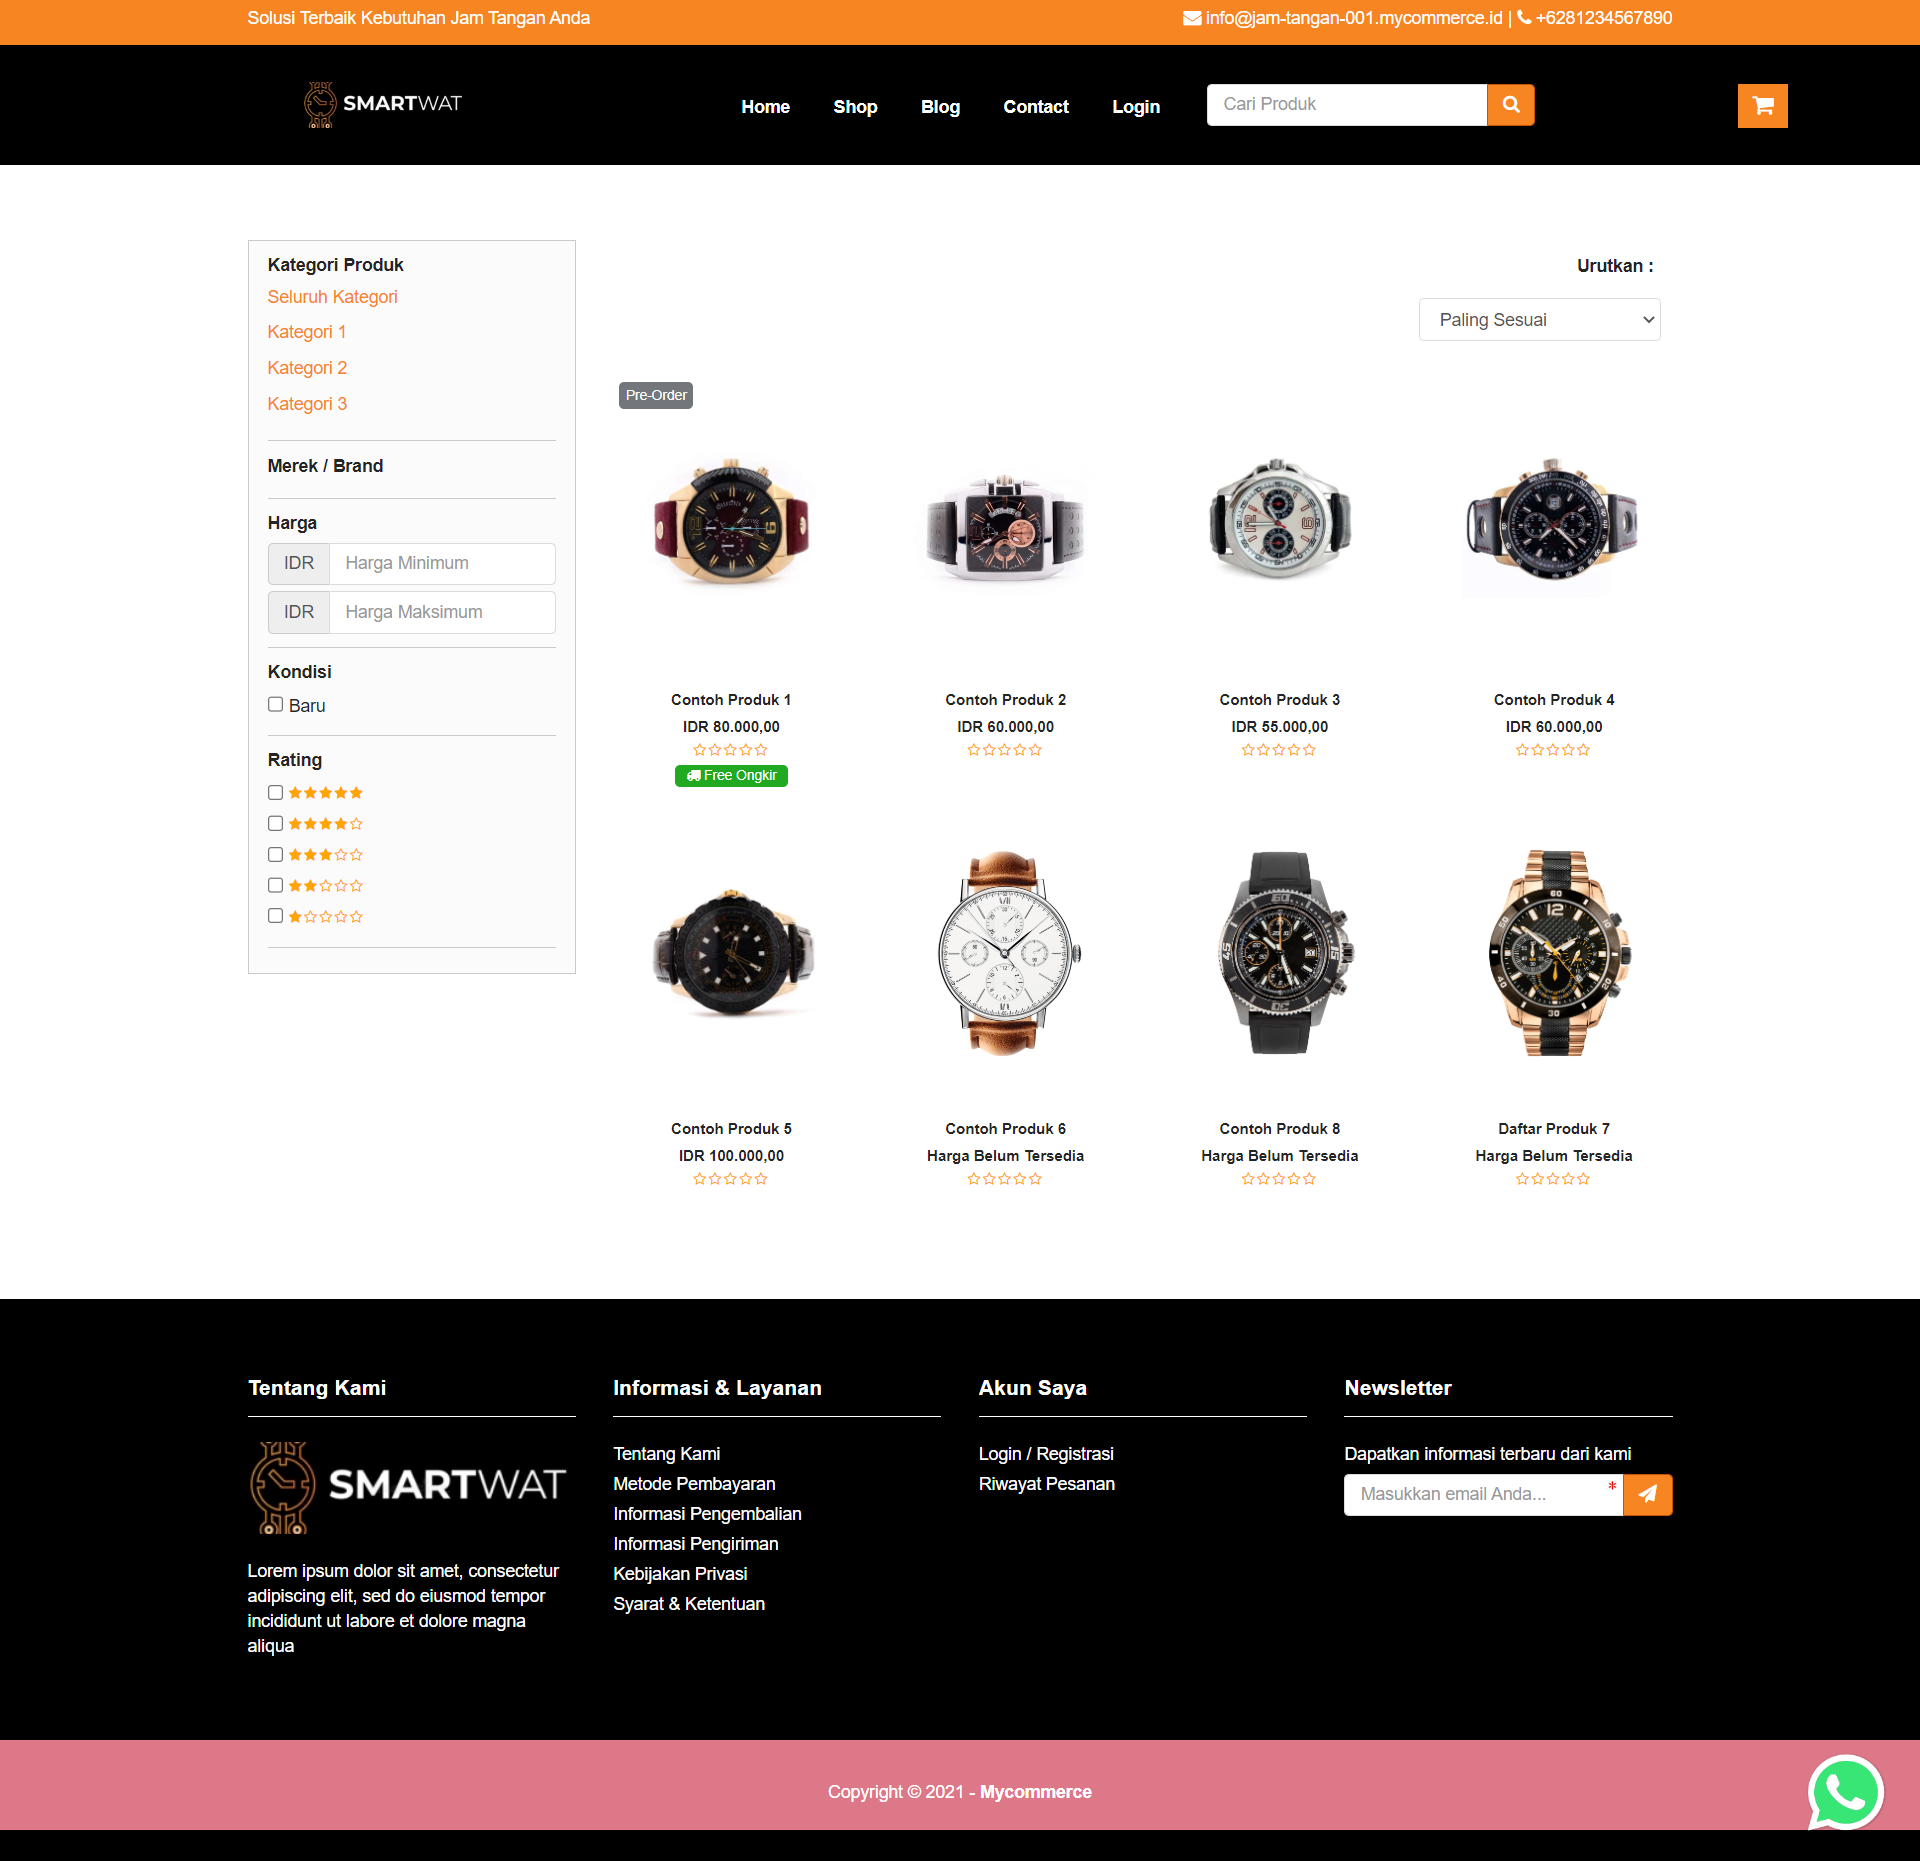 Solusi Terbaik Kebutuhan Jam Tangan Anda
info@jam-tangan-001.mycommerce.id | +6281234567890
SMARTWAT
Home Shop Blog Contact Login
Cari Produk
Kategori Produk
Seluruh Kategori
Kategori 1
Kategori 2
Kategori 3
Merek / Brand
Harga
IDR Harga Minimum
IDR Harga Maksimum
Kondisi
Baru
Rating
Urutkan :
Paling Sesuai
Pre-Order
Contoh Produk 1
IDR 80.000,00
Free Ongkir
Contoh Produk 2
IDR 60.000,00
Contoh Produk 3
IDR 55.000,00
Contoh Produk 4
IDR 60.000,00
Contoh Produk 5
IDR 100.000,00
Contoh Produk 6
Harga Belum Tersedia
Contoh Produk 8
Harga Belum Tersedia
Daftar Produk 7
Harga Belum Tersedia
Tentang Kami
SMARTWAT
Lorem ipsum dolor sit amet, consectetur
adipiscing elit, sed do eiusmod tempor
incididunt ut labore et dolore magna
aliqua
Informasi & Layanan
Tentang Kami
Metode Pembayaran
Informasi Pengembalian
Informasi Pengiriman
Kebijakan Privasi
Syarat & Ketentuan
Akun Saya
Login / Registrasi
Riwayat Pesanan
Newsletter
Dapatkan informasi terbaru dari kami
Masukkan email Anda... *
Copyright © 2021 - Mycommerce